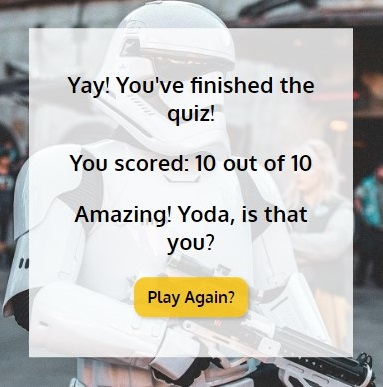 Yay! You've finished the
quiz!
You scored: 10 out of 10
Amazing! Yoda, is that
you?
Play Again?